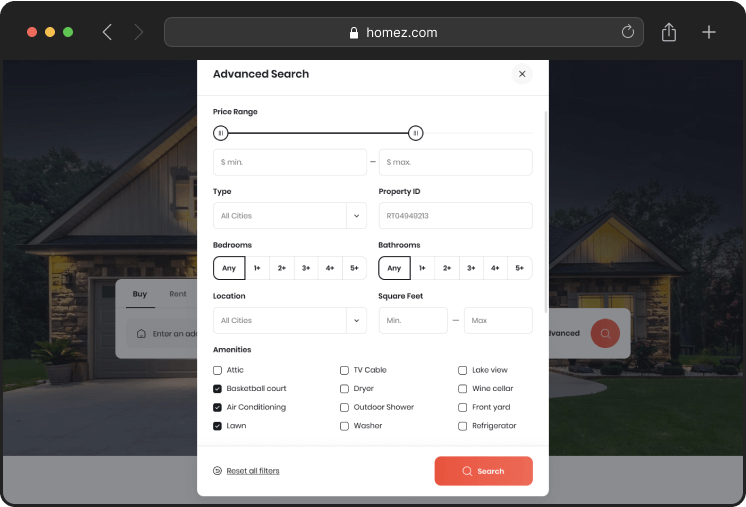 homez.com
Advanced Search
Price Range
$ min.
–
$ max.
Type
Property ID
All Cities
RT04949213
Bedrooms
Bathrooms
Any 1+ 2+ 3+ 4+ 5+
Any 1+ 2+ 3+ 4+ 5+
Buy Rent
Location
Square Feet
All Cities
Min.
–
Max
Enter an
Advanced
Amenities
Attic
TV Cable
Lake view
Basketball court
Dryer
Wine cellar
Air Conditioning
Outdoor Shower
Front yard
Lawn
Washer
Refrigerator
Reset all filters
Search